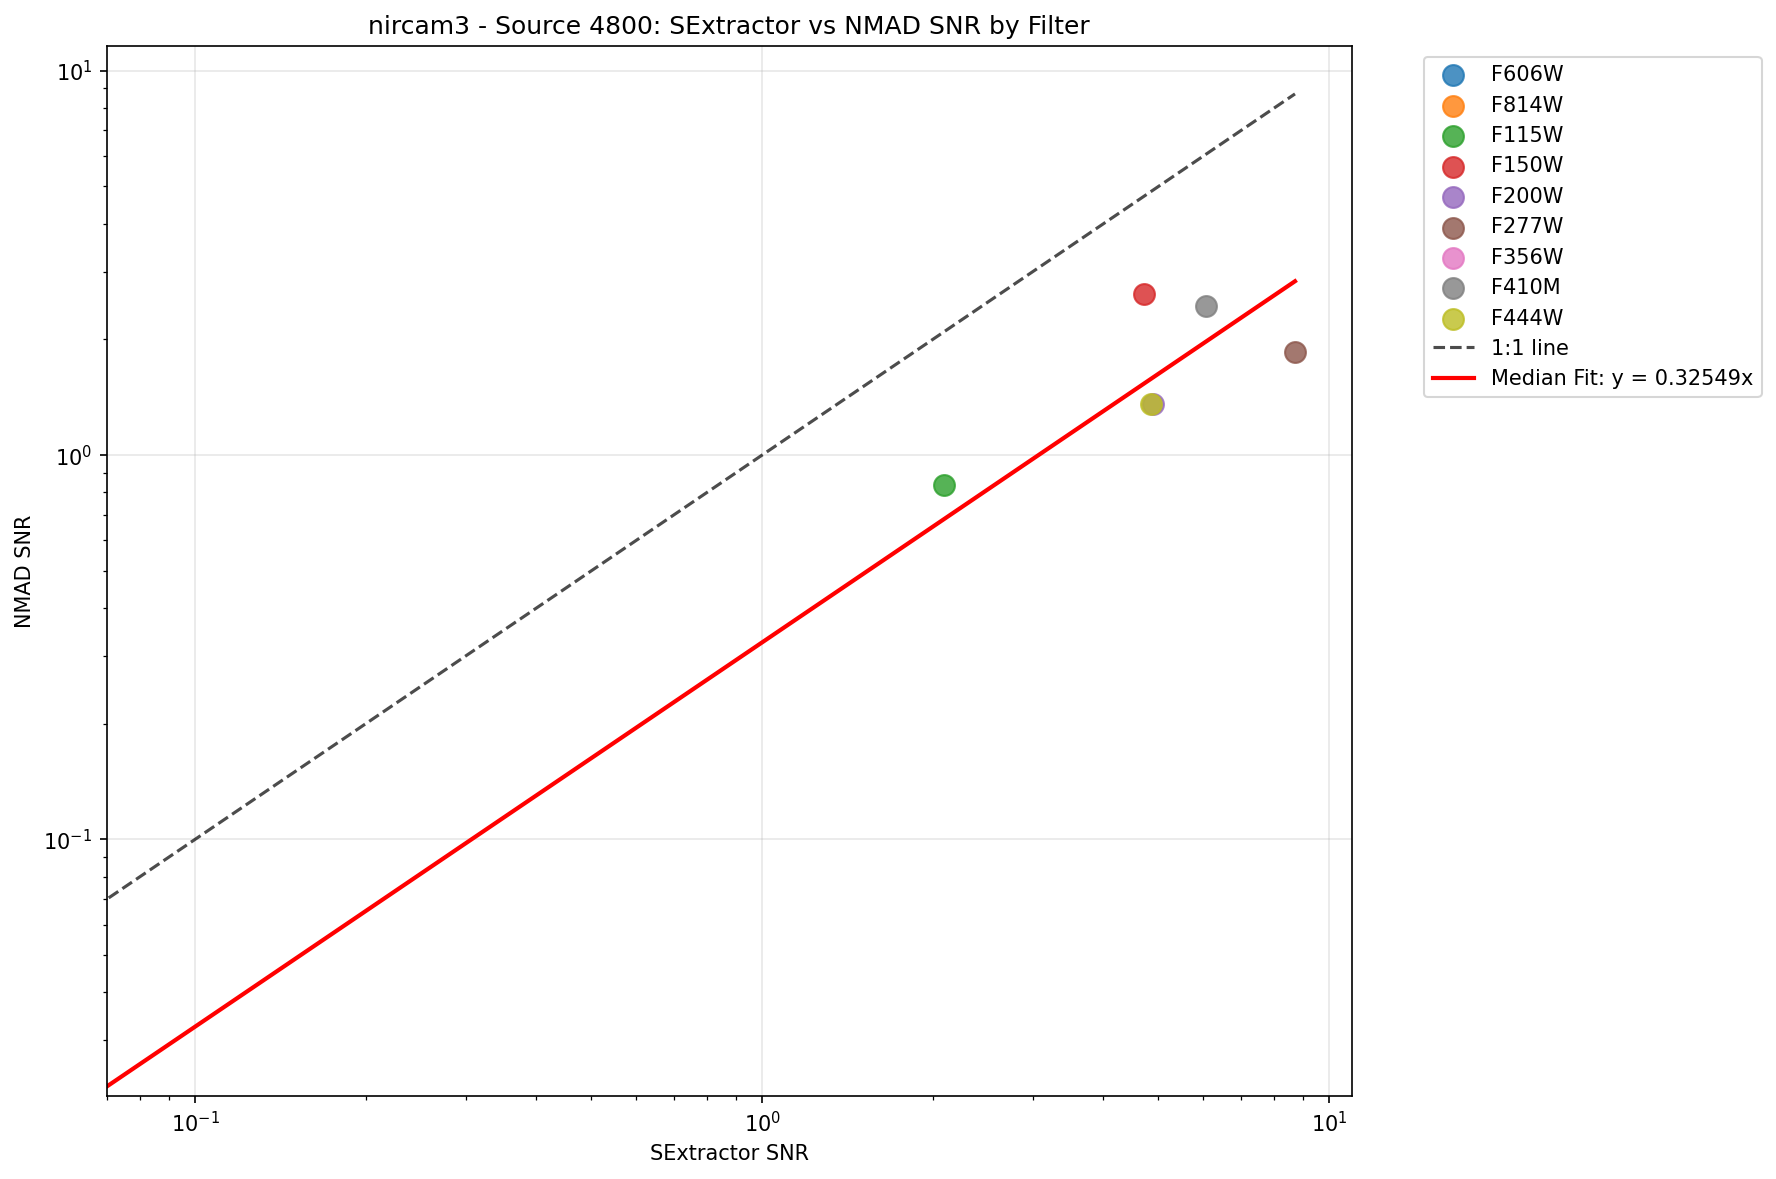 nircam3 - Source 4800: SExtractor vs NMAD SNR by Filter
10¹
10⁰
10⁻¹
NMAD SNR
10⁻¹
10⁰
10¹
SExtractor SNR
F606W
F814W
F115W
F150W
F200W
F277W
F356W
F410M
F444W
1:1 line
Median Fit: y = 0.32549x